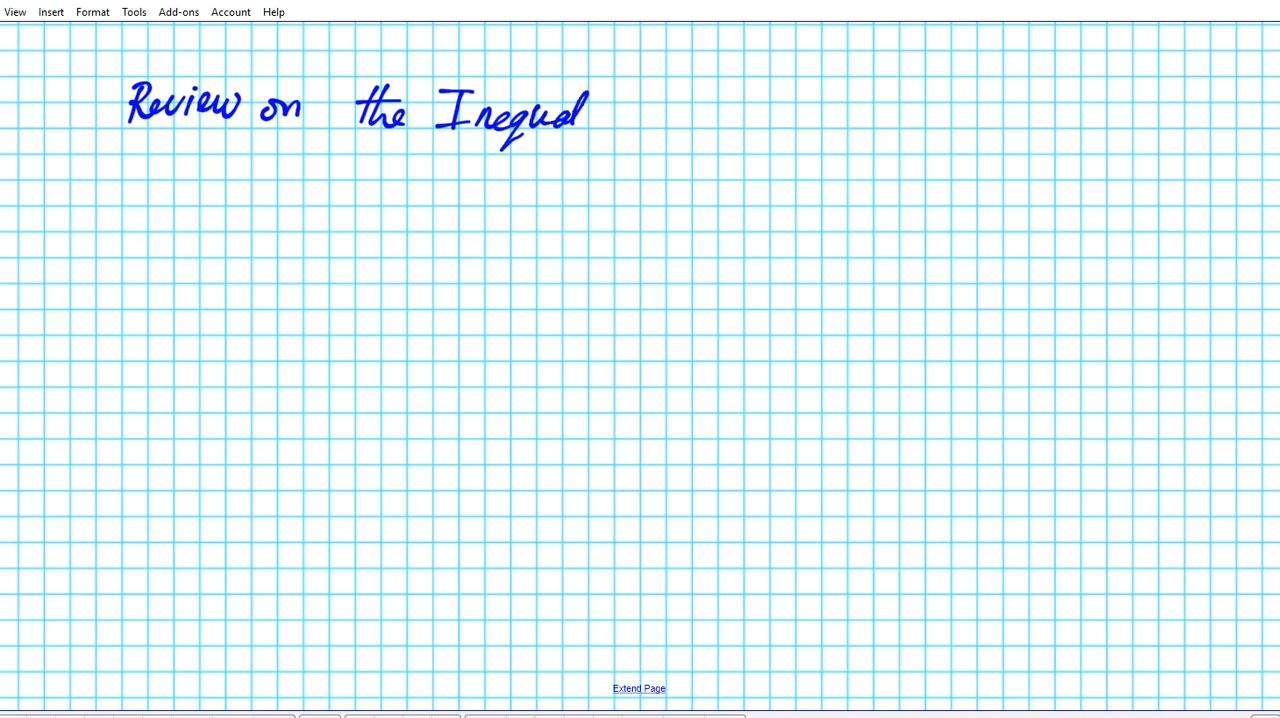 View Insert Format Tools Add-ons Account Help
Review on the Inequal
Extend Page